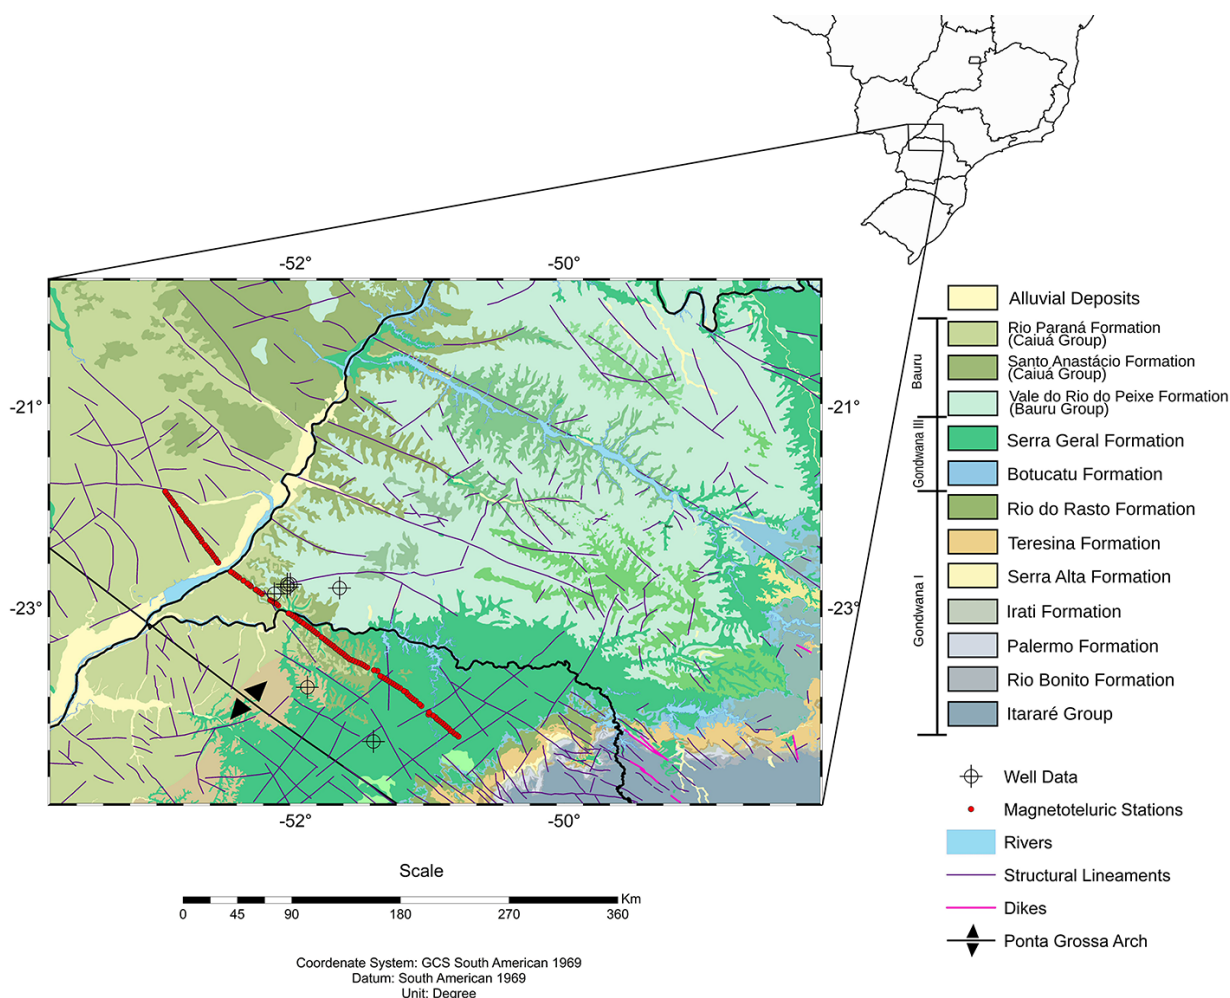 -52°
-50°
-21°
-21°
-23°
-23°
-52°
-50°
Alluvial Deposits
Bauru
Rio Paraná Formation
(Caiuá Group)
Santo Anastácio Formation
(Caiuá Group)
Vale do Rio do Peixe Formation
(Bauru Group)
Gondwana III
Serra Geral Formation
Botucatu Formation
Gondwana I
Rio do Rasto Formation
Teresina Formation
Serra Alta Formation
Irati Formation
Palermo Formation
Rio Bonito Formation
Itararé Group
Well Data
Magnetoteluric Stations
Rivers
Structural Lineaments
Dikes
Ponta Grossa Arch
Scale
Km
0 45 90 180 270 360
Coordenate System: GCS South American 1969
Datum: South American 1969
Unit: Degree